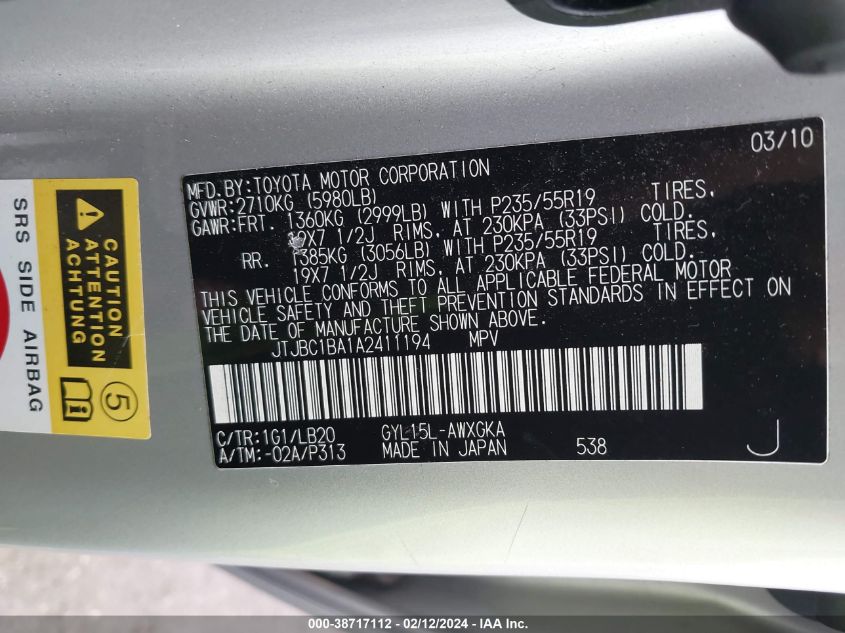 03/10
MFD.BY:TOYOTA MOTOR CORPORATION
GVWR:2710KG (5980LB)
GAWR:FRT. 1360KG (2999LB) WITH P235/55R19 TIRES,
19X7 1/2J RIMS, AT 230KPA (33PSI) COLD.
RR. 1385KG (3056LB) WITH P235/55R19 TIRES,
19X7 1/2J RIMS, AT 230KPA (33PSI) COLD.
THIS VEHICLE CONFORMS TO ALL APPLICABLE FEDERAL MOTOR
VEHICLE SAFETY AND THEFT PREVENTION STANDARDS IN EFFECT ON
THE DATE OF MANUFACTURE SHOWN ABOVE.
JTJBC1BA1A2411194 MPV
C/TR:1G1/LB20 GYL15L-AWXGKA
A/TM:-02A/P313 MADE IN JAPAN 538 J
SRS SIDE AIRBAG
CAUTION
ATTENTION
ACHTUNG
5
i
000-38717112 - 02/12/2024 - IAA Inc.